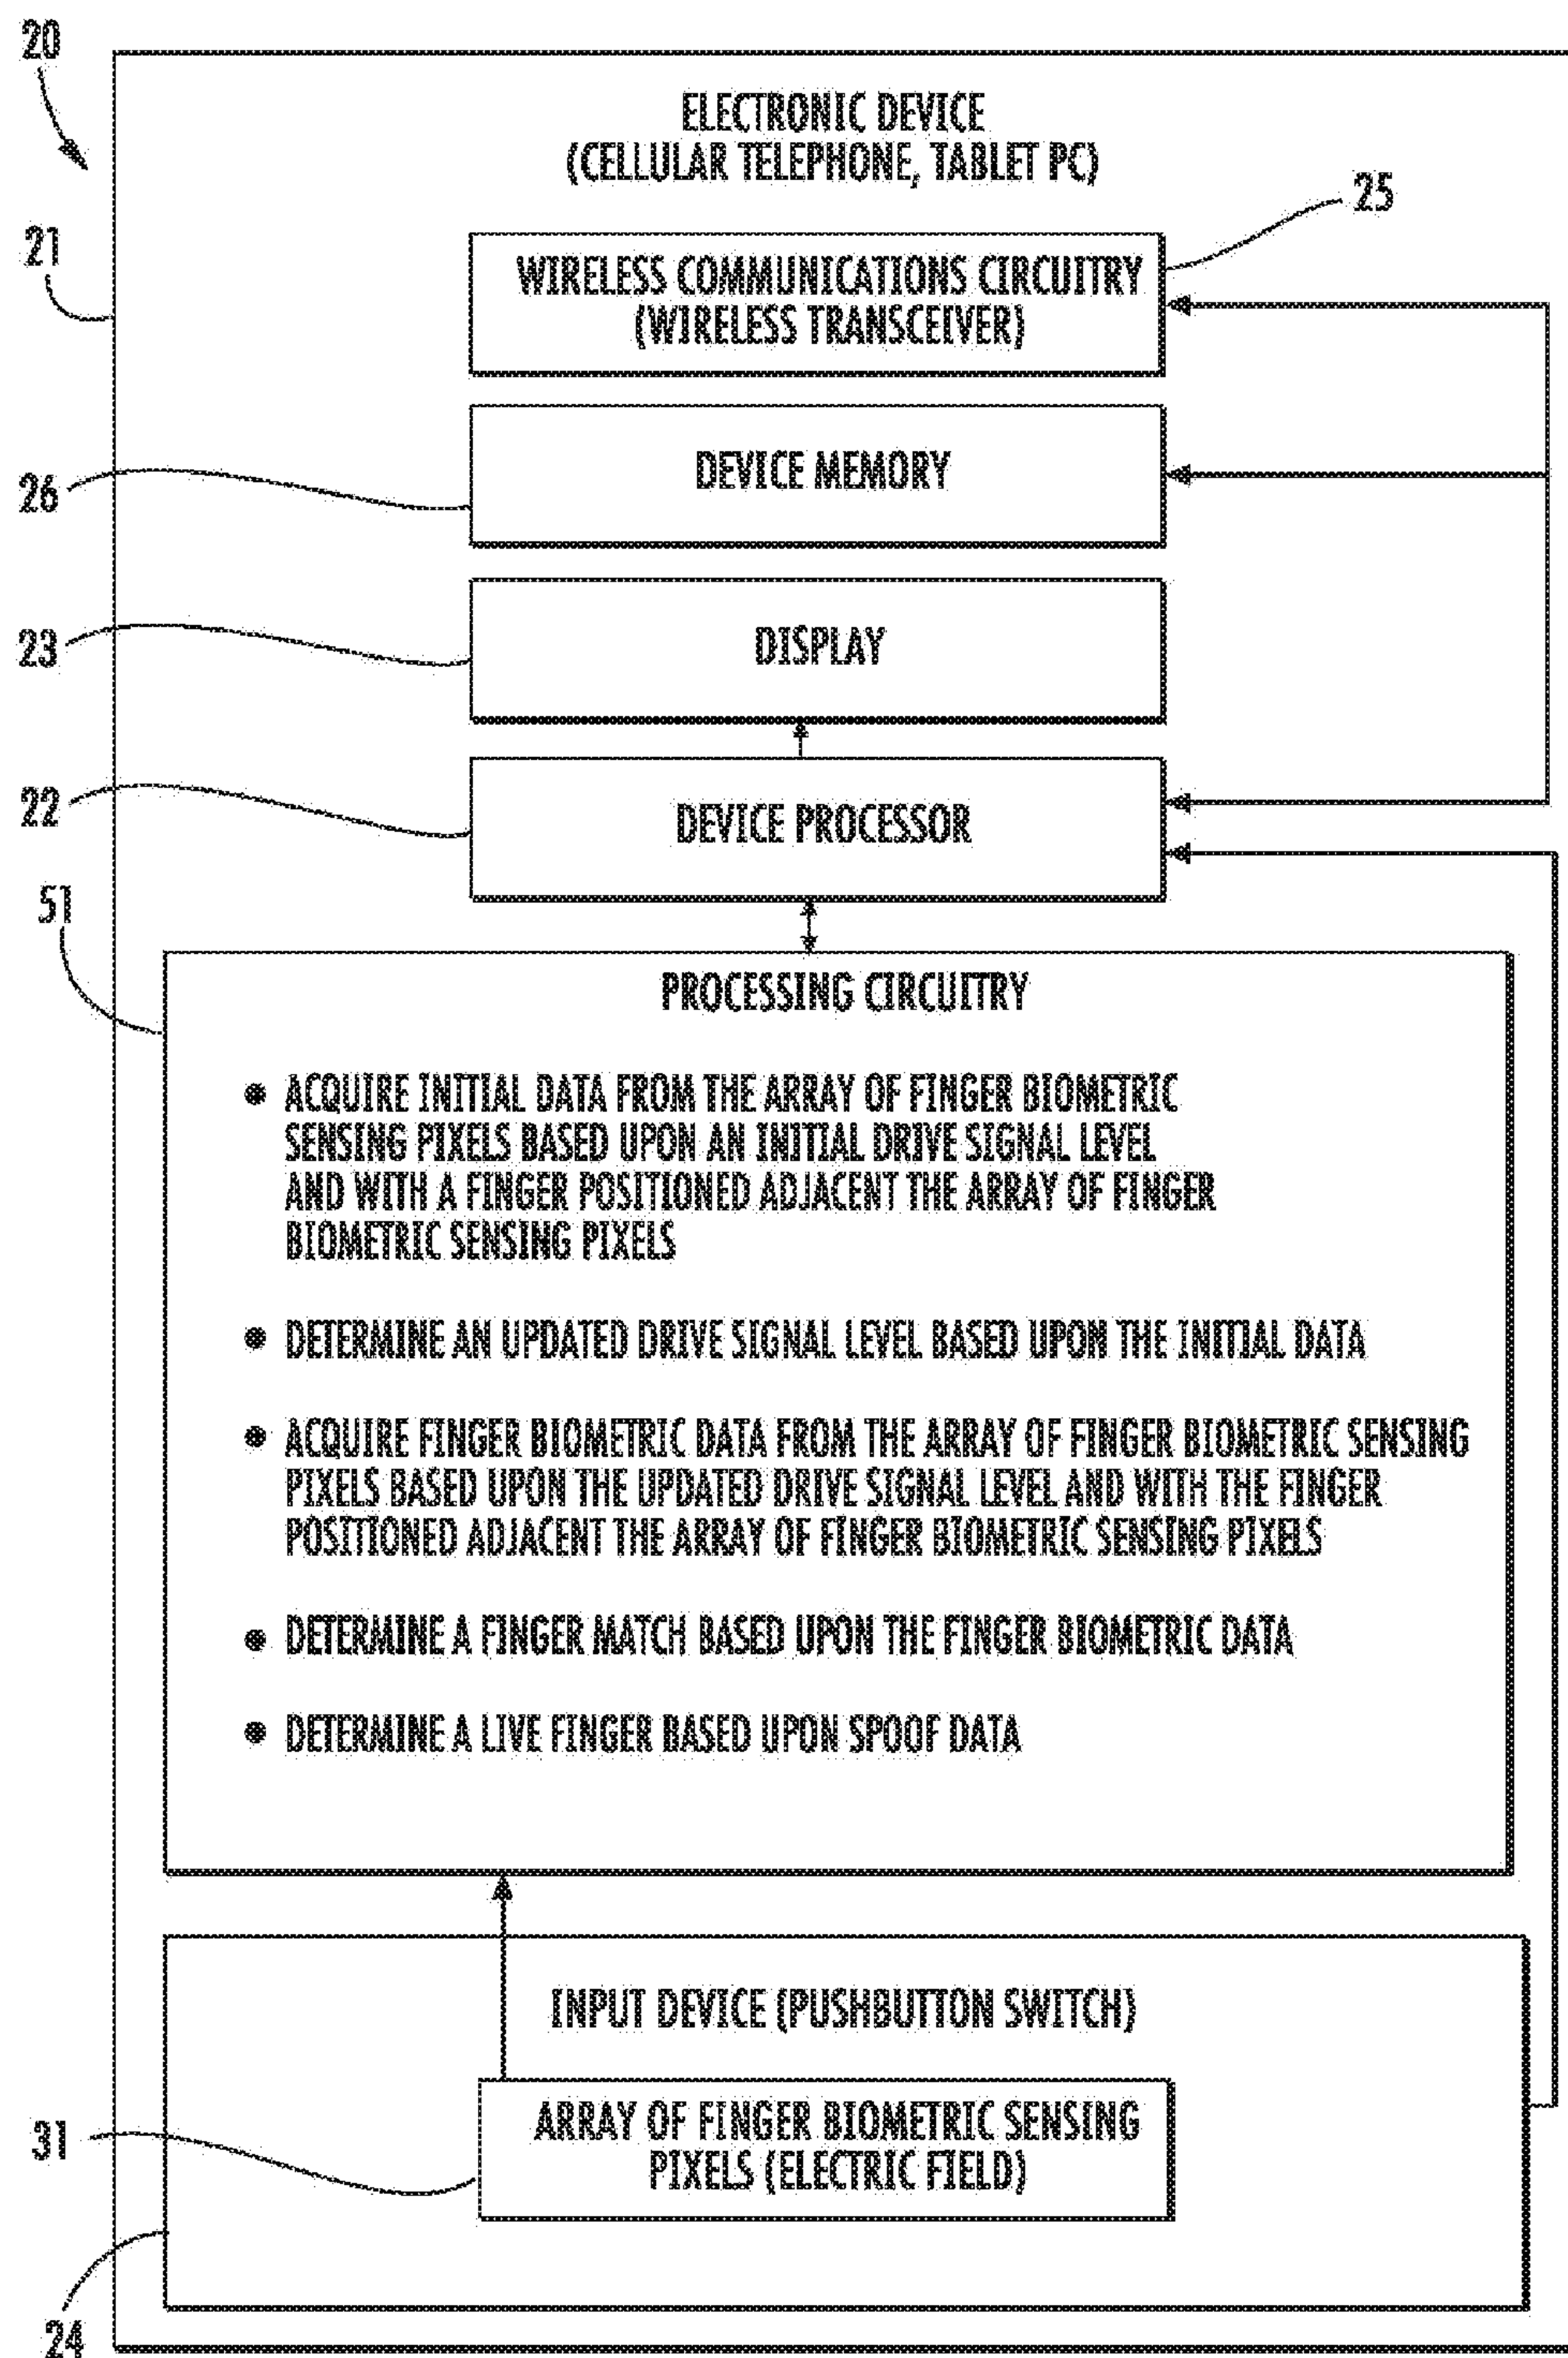 20
ELECTRONIC DEVICE
(CELLULAR TELEPHONE, TABLET PC)
25
21
WIRELESS COMMUNICATIONS CIRCUITRY
(WIRELESS TRANSCEIVER)
26
DEVICE MEMORY
23
DISPLAY
22
DEVICE PROCESSOR
51
PROCESSING CIRCUITRY
• ACQUIRE INITIAL DATA FROM THE ARRAY OF FINGER BIOMETRIC
SENSING PIXELS BASED UPON AN INITIAL DRIVE SIGNAL LEVEL
AND WITH A FINGER POSITIONED ADJACENT THE ARRAY OF FINGER
BIOMETRIC SENSING PIXELS
• DETERMINE AN UPDATED DRIVE SIGNAL LEVEL BASED UPON THE INITIAL DATA
• ACQUIRE FINGER BIOMETRIC DATA FROM THE ARRAY OF FINGER BIOMETRIC SENSING
PIXELS BASED UPON THE UPDATED DRIVE SIGNAL LEVEL AND WITH THE FINGER
POSITIONED ADJACENT THE ARRAY OF FINGER BIOMETRIC SENSING PIXELS
• DETERMINE A FINGER MATCH BASED UPON THE FINGER BIOMETRIC DATA
• DETERMINE A LIVE FINGER BASED UPON SPOOF DATA
INPUT DEVICE (PUSHBUTTON SWITCH)
31
ARRAY OF FINGER BIOMETRIC SENSING
PIXELS (ELECTRIC FIELD)
24